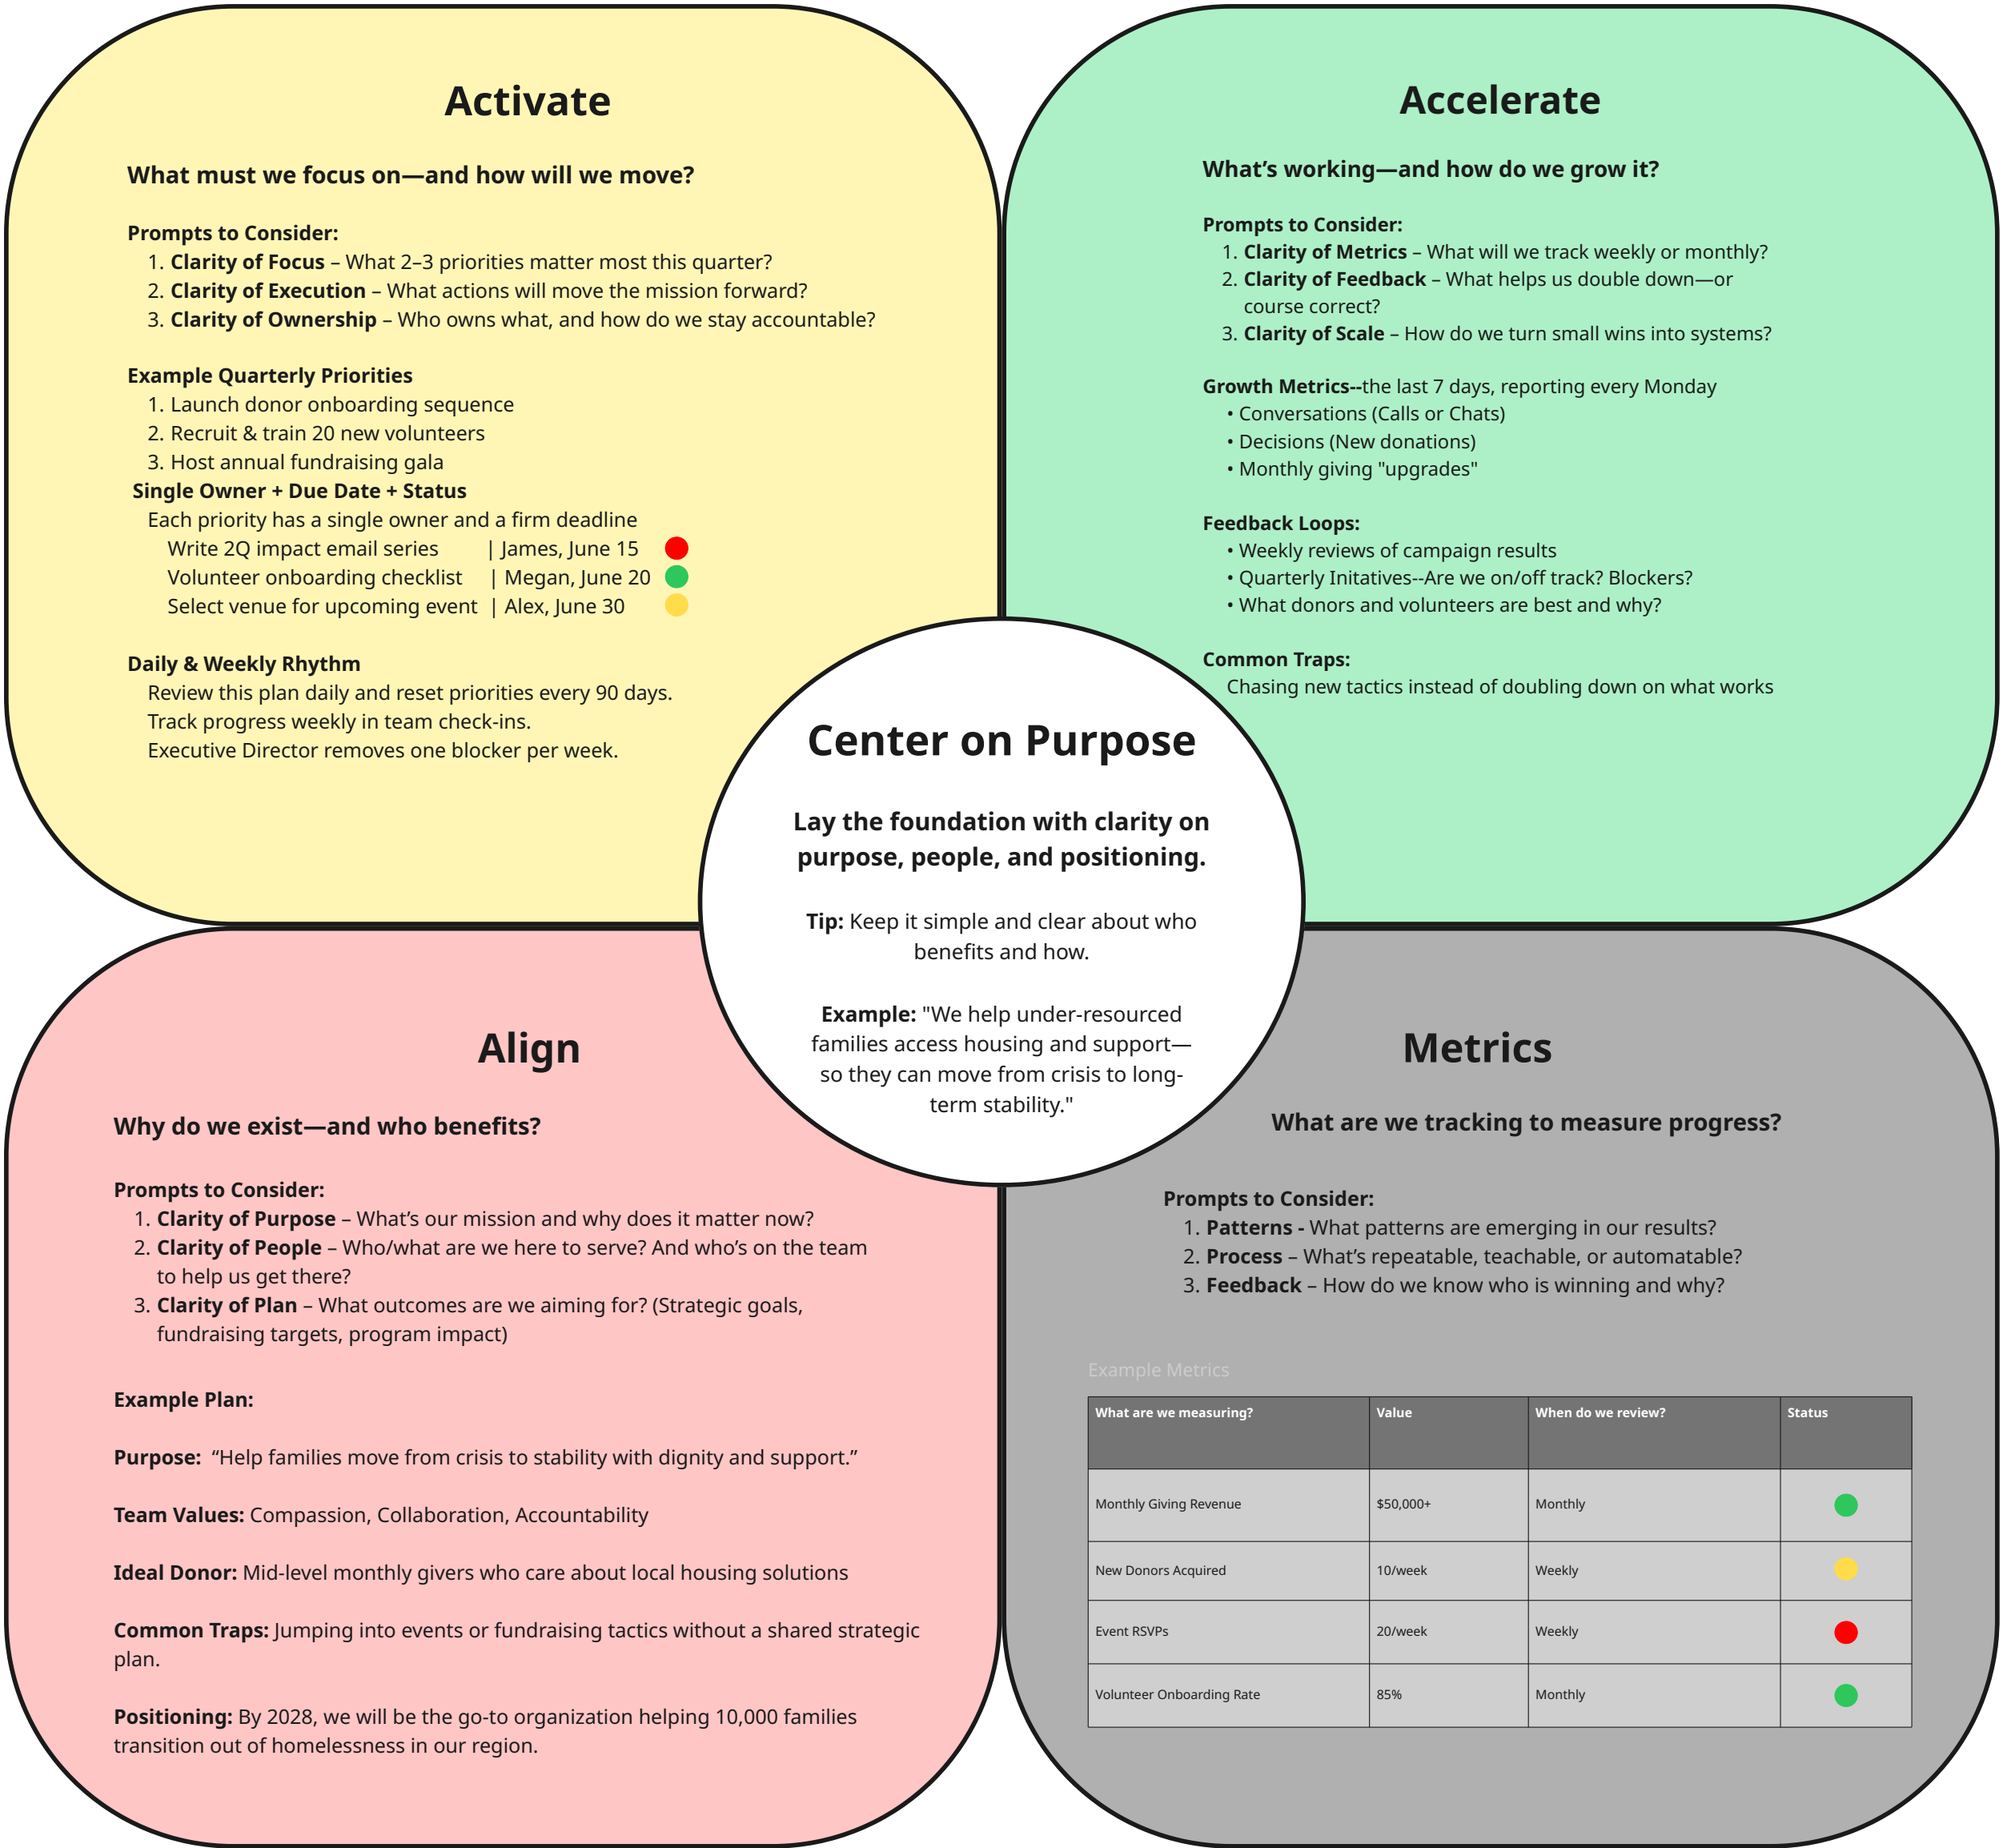 Activate
What must we focus on—and how will we move?
Prompts to Consider:
1. Clarity of Focus – What 2–3 priorities matter most this quarter?
2. Clarity of Execution – What actions will move the mission forward?
3. Clarity of Ownership – Who owns what, and how do we stay accountable?
Example Quarterly Priorities
1. Launch donor onboarding sequence
2. Recruit & train 20 new volunteers
3. Host annual fundraising gala
Single Owner + Due Date + Status
Each priority has a single owner and a firm deadline
Write 2Q impact email series | James, June 15
Volunteer onboarding checklist | Megan, June 20
Select venue for upcoming event | Alex, June 30
Daily & Weekly Rhythm
Review this plan daily and reset priorities every 90 days.
Track progress weekly in team check-ins.
Executive Director removes one blocker per week.
Accelerate
What’s working—and how do we grow it?
Prompts to Consider:
1. Clarity of Metrics – What will we track weekly or monthly?
2. Clarity of Feedback – What helps us double down—or
course correct?
3. Clarity of Scale – How do we turn small wins into systems?
Growth Metrics--the last 7 days, reporting every Monday
• Conversations (Calls or Chats)
• Decisions (New donations)
• Monthly giving "upgrades"
Feedback Loops:
• Weekly reviews of campaign results
• Quarterly Initatives--Are we on/off track? Blockers?
• What donors and volunteers are best and why?
Common Traps:
Chasing new tactics instead of doubling down on what works
Center on Purpose
Lay the foundation with clarity on
purpose, people, and positioning.
Tip: Keep it simple and clear about who
benefits and how.
Example: "We help under-resourced
families access housing and support—
so they can move from crisis to long-
term stability."
Align
Why do we exist—and who benefits?
Prompts to Consider:
1. Clarity of Purpose – What’s our mission and why does it matter now?
2. Clarity of People – Who/what are we here to serve? And who’s on the team
to help us get there?
3. Clarity of Plan – What outcomes are we aiming for? (Strategic goals,
fundraising targets, program impact)
Example Plan:
Purpose: “Help families move from crisis to stability with dignity and support.”
Team Values: Compassion, Collaboration, Accountability
Ideal Donor: Mid-level monthly givers who care about local housing solutions
Common Traps: Jumping into events or fundraising tactics without a shared strategic
plan.
Positioning: By 2028, we will be the go-to organization helping 10,000 families
transition out of homelessness in our region.
Metrics
What are we tracking to measure progress?
Prompts to Consider:
1. Patterns - What patterns are emerging in our results?
2. Process – What’s repeatable, teachable, or automatable?
3. Feedback – How do we know who is winning and why?
Example Metrics
What are we measuring? Value When do we review? Status
Monthly Giving Revenue $50,000+ Monthly
New Donors Acquired 10/week Weekly
Event RSVPs 20/week Weekly
Volunteer Onboarding Rate 85% Monthly